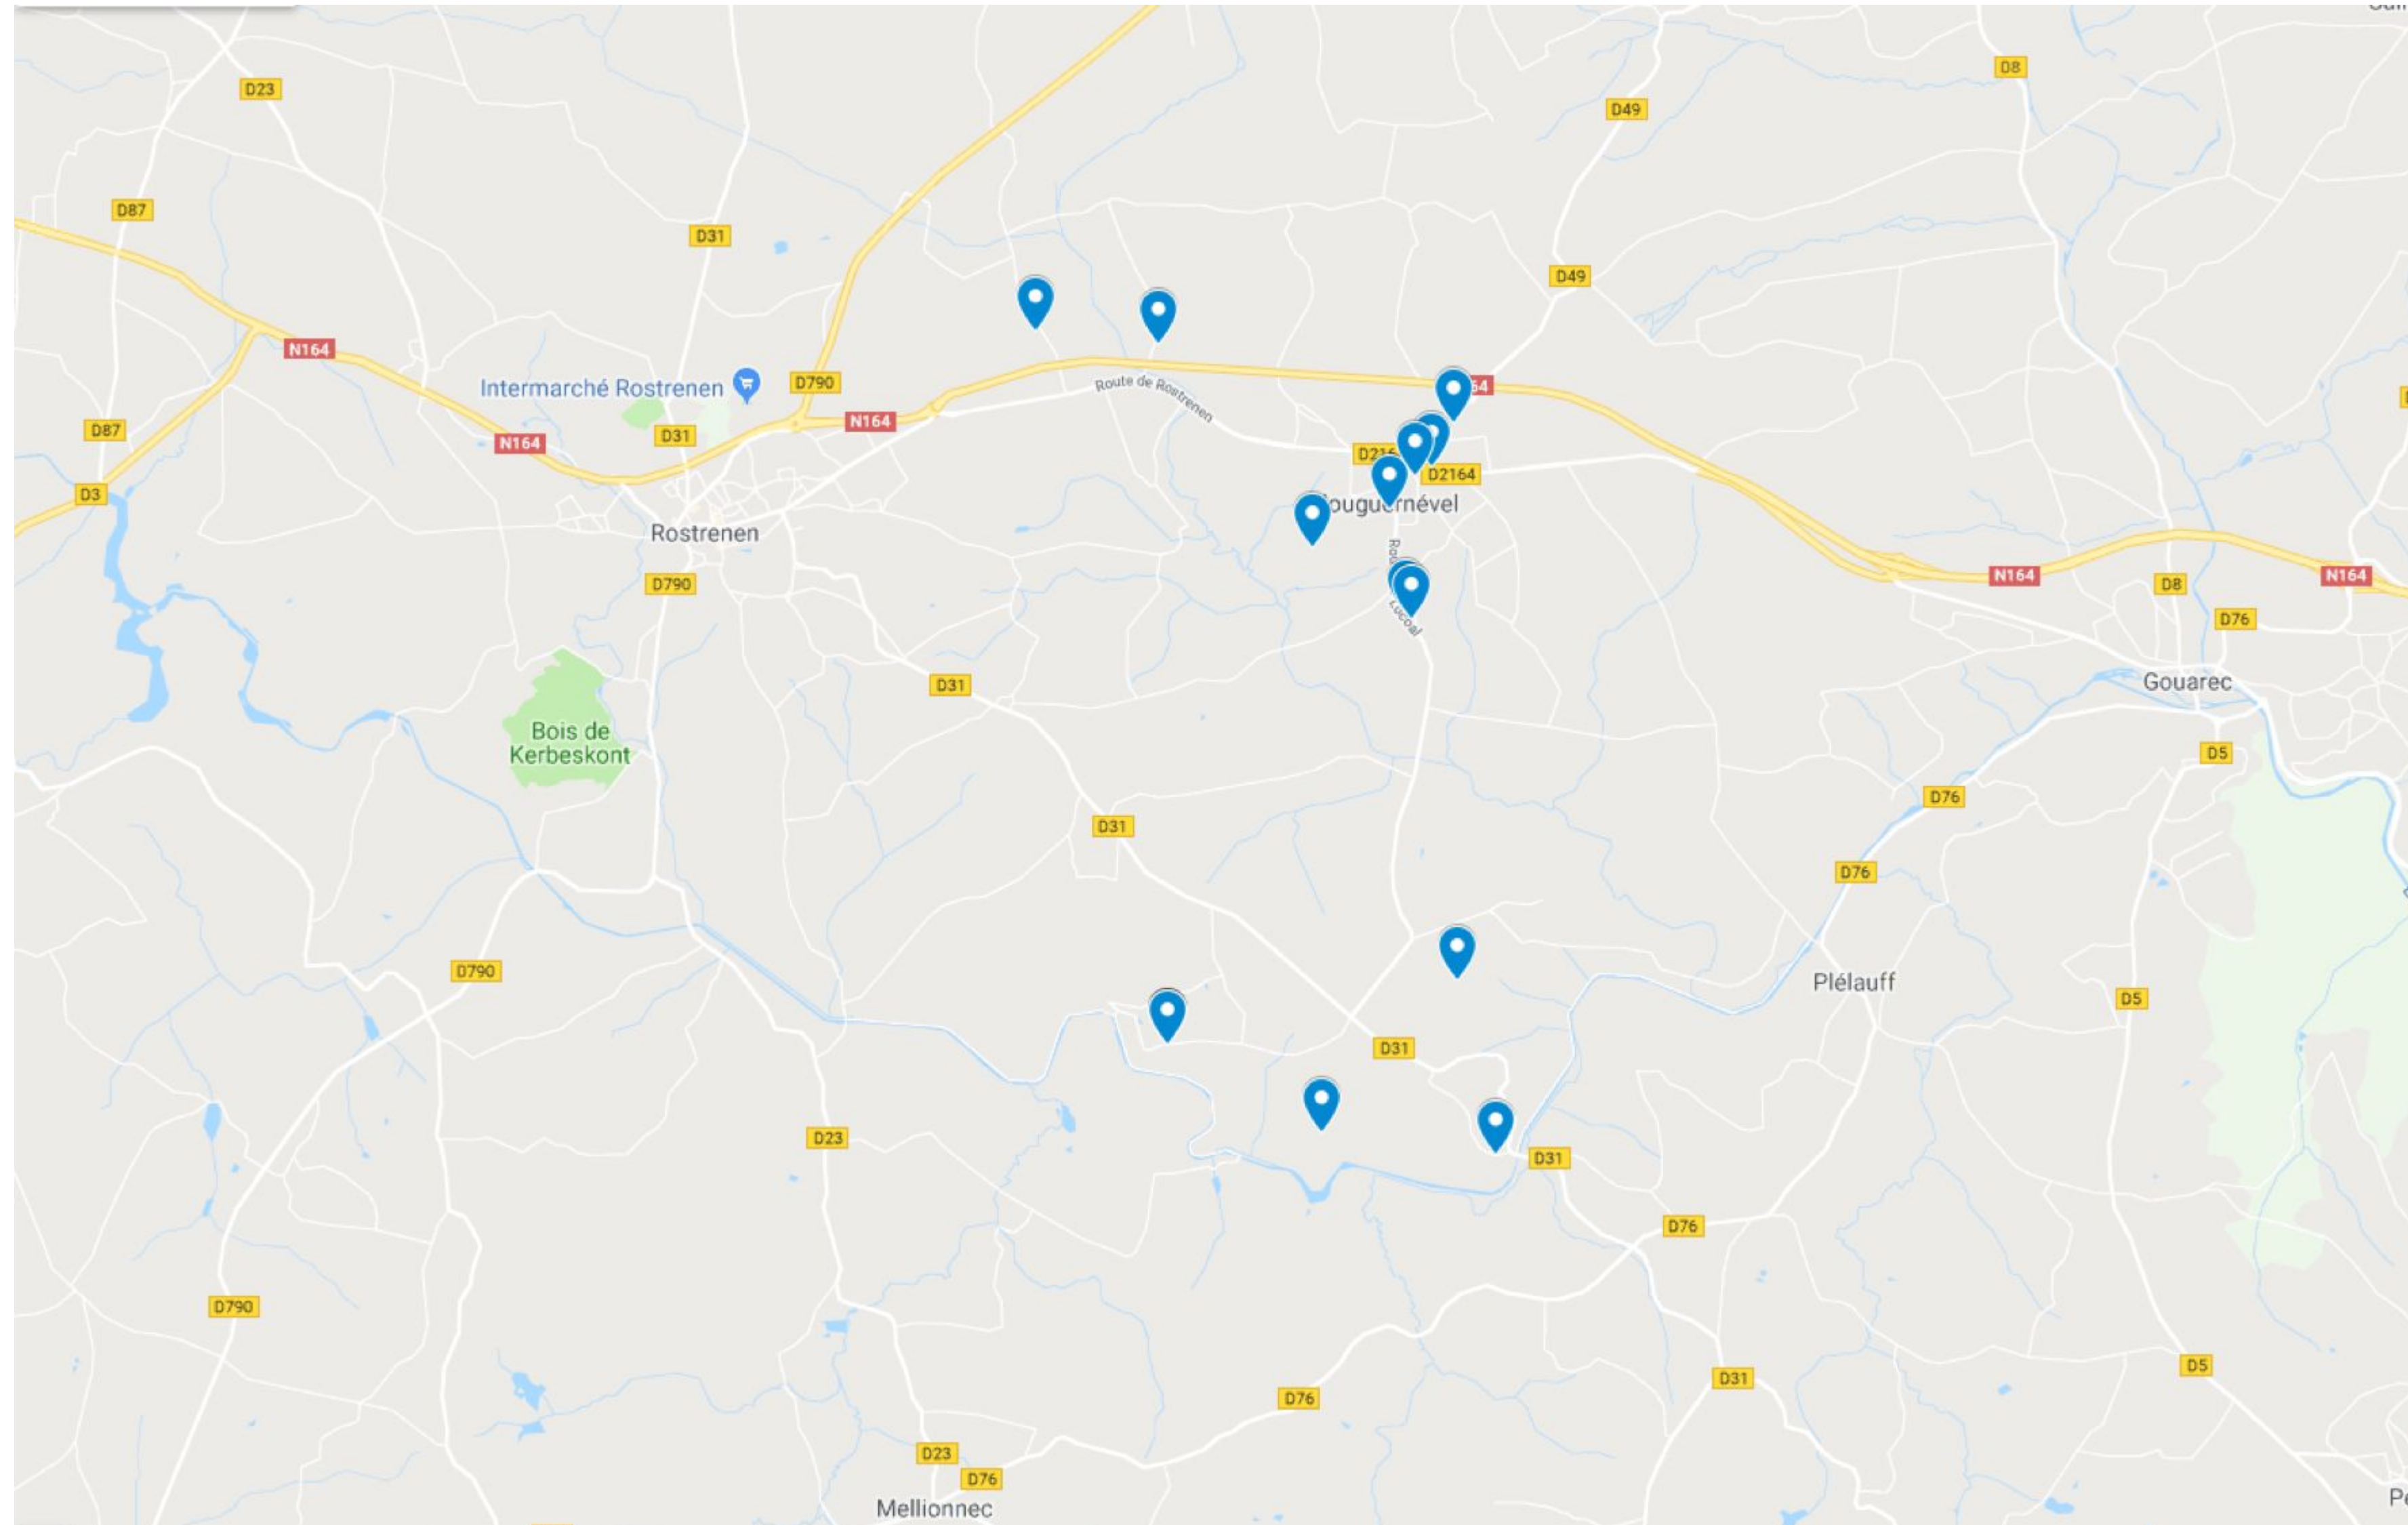 D8
D23
D49
D87
D31
D49
N164
Intermarché Rostrenen
D790
Route de Rostrenen
64
N164
D87
D31
N164
D2164
D3
ouguernével
Rostrenen
D790
N164
D8
N164
D76
Lucoal
D31
Gouarec
Bois de
Kerbeskont
D5
D76
D31
D76
D790
Plélauff
D5
D31
D23
D31
D76
D790
D5
D31
D76
D23
D76
Mellionnec